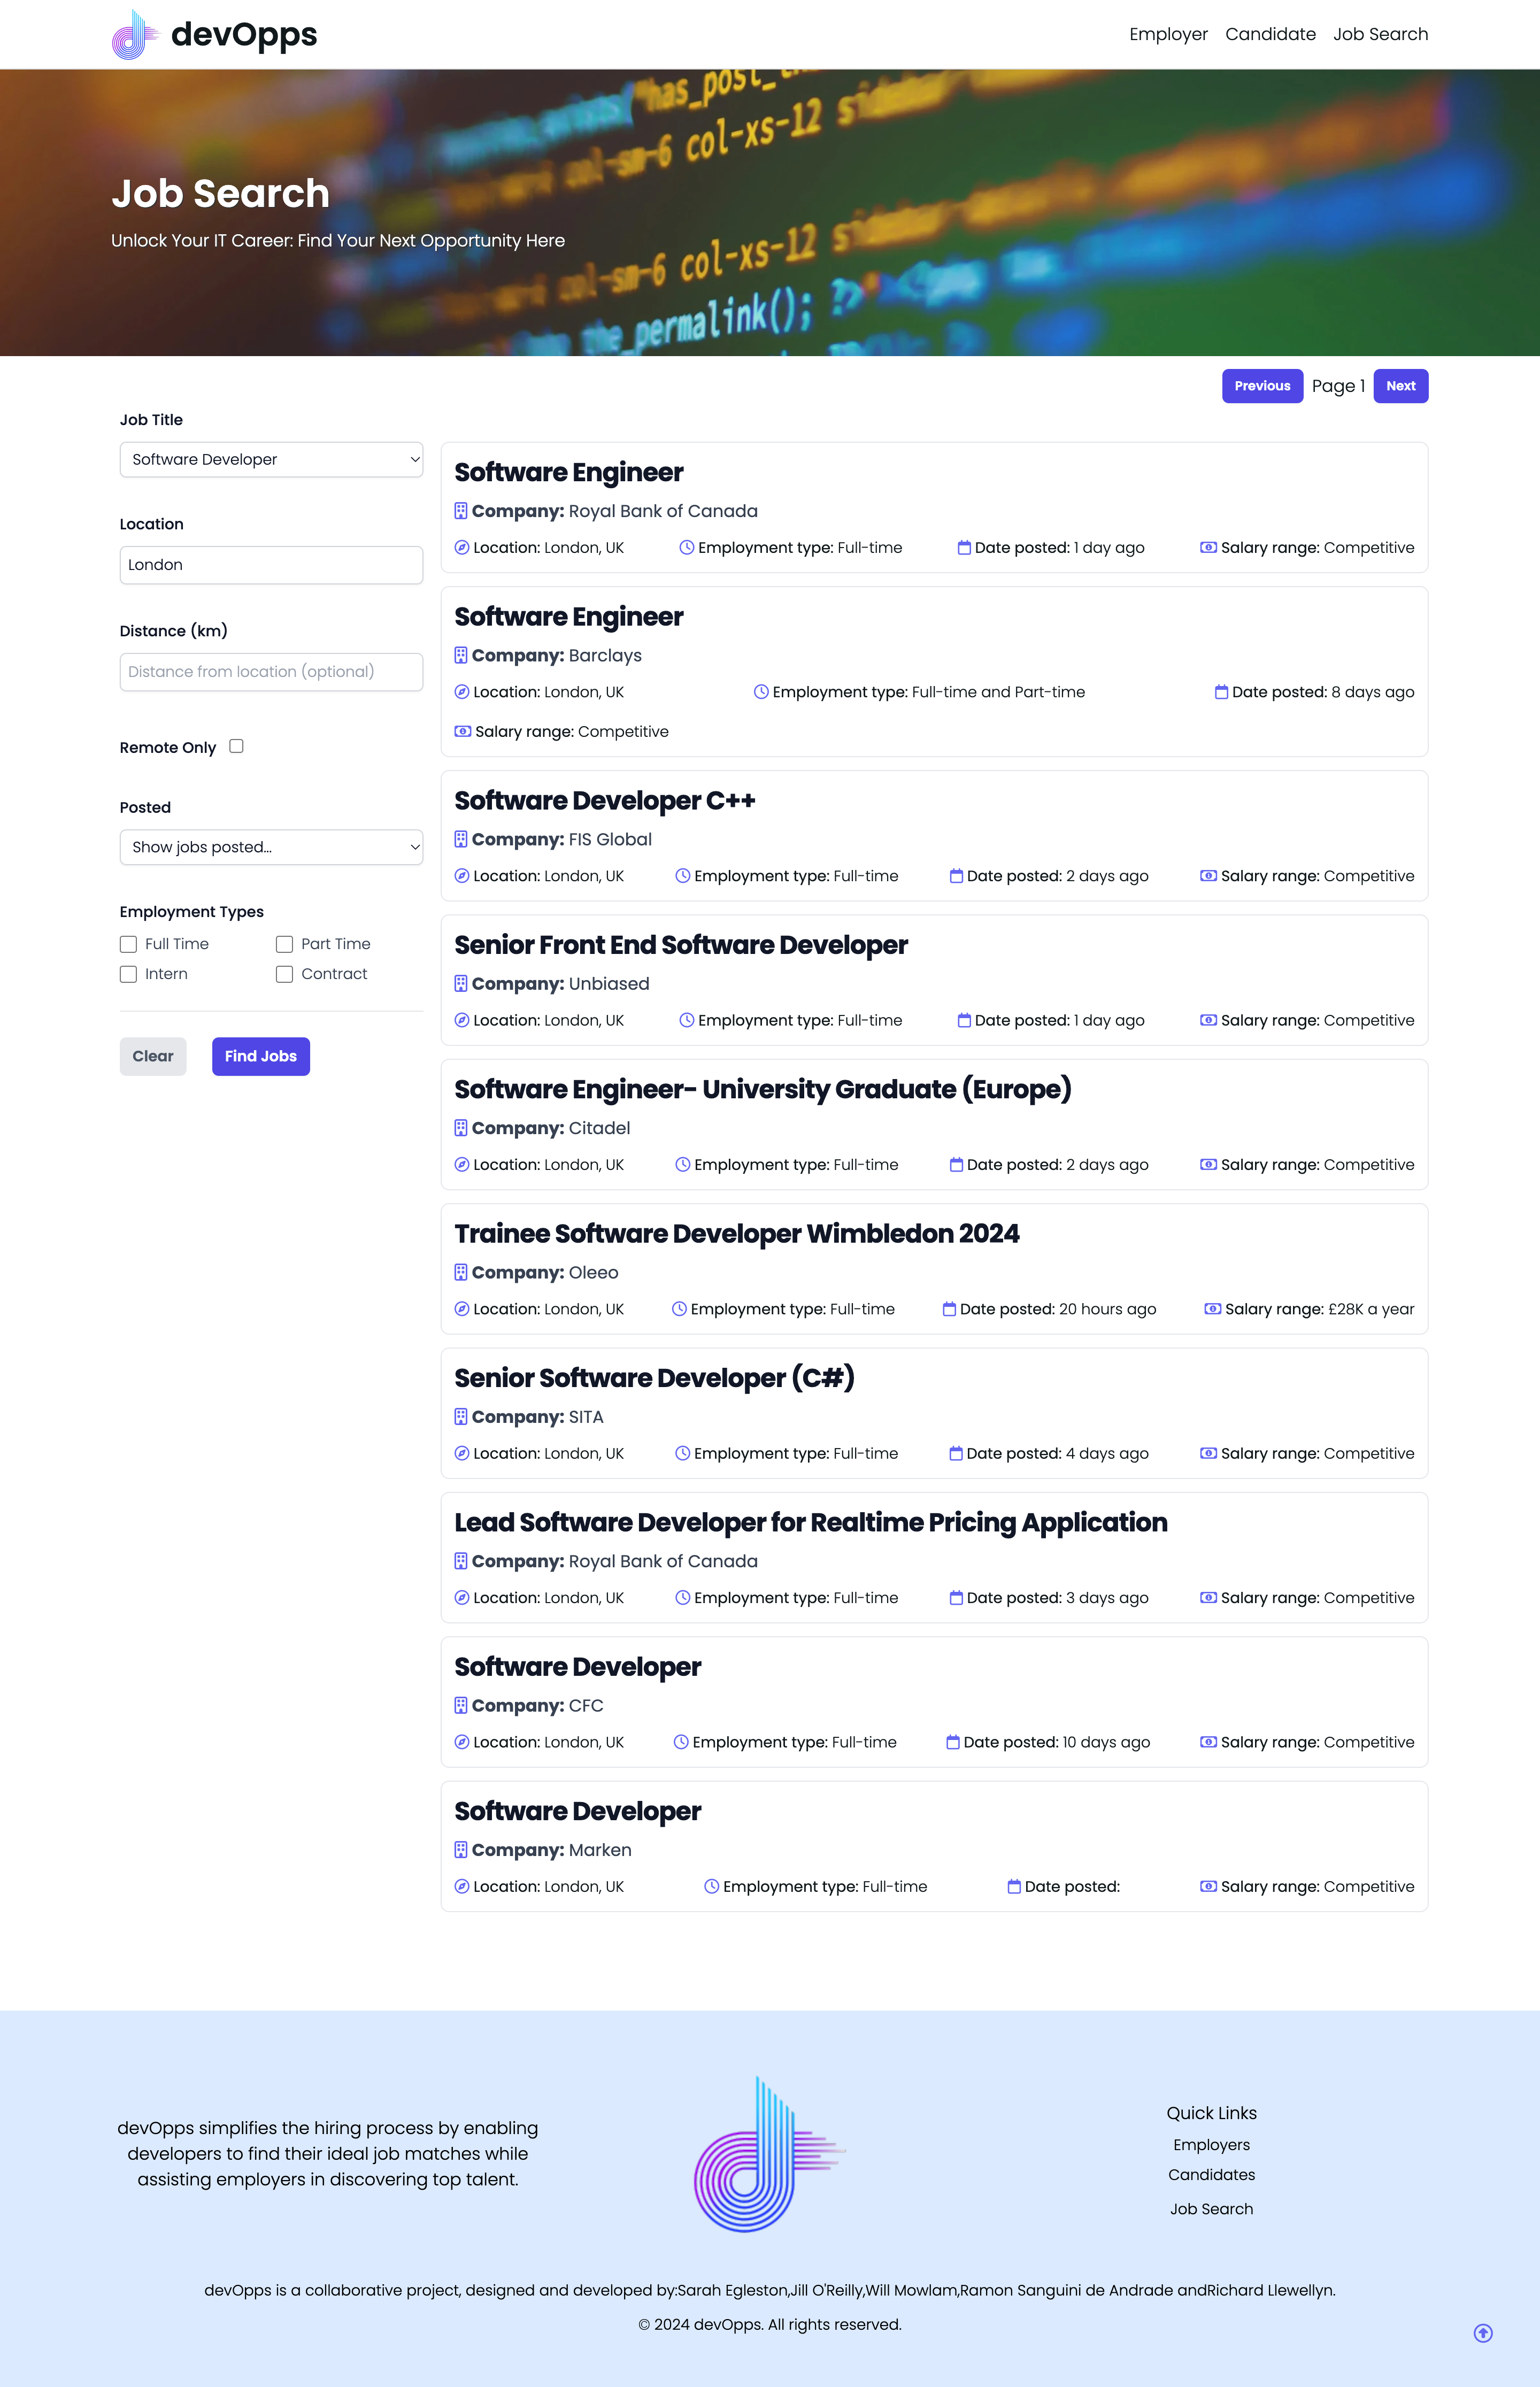 devOpps
Employer Candidate Job Search
"has_post_
col-sm-6 col-xs-12
Job Search
Unlock Your IT Career: Find Your Next Opportunity Here
col-sm-6 col-xs-12
the_permalink(); ?>
Previous Page 1 Next
Job Title
Software Developer
Location
London
Distance (km)
Distance from location (optional)
Remote Only
Posted
Show jobs posted...
Employment Types
Full Time Part Time
Intern Contract
Clear Find Jobs
Software Engineer
Company: Royal Bank of Canada
Location: London, UK Employment type: Full-time Date posted: 1 day ago Salary range: Competitive
Software Engineer
Company: Barclays
Location: London, UK Employment type: Full-time and Part-time Date posted: 8 days ago
Salary range: Competitive
Software Developer C++
Company: FIS Global
Location: London, UK Employment type: Full-time Date posted: 2 days ago Salary range: Competitive
Senior Front End Software Developer
Company: Unbiased
Location: London, UK Employment type: Full-time Date posted: 1 day ago Salary range: Competitive
Software Engineer- University Graduate (Europe)
Company: Citadel
Location: London, UK Employment type: Full-time Date posted: 2 days ago Salary range: Competitive
Trainee Software Developer Wimbledon 2024
Company: Oleeo
Location: London, UK Employment type: Full-time Date posted: 20 hours ago Salary range: £28K a year
Senior Software Developer (C#)
Company: SITA
Location: London, UK Employment type: Full-time Date posted: 4 days ago Salary range: Competitive
Lead Software Developer for Realtime Pricing Application
Company: Royal Bank of Canada
Location: London, UK Employment type: Full-time Date posted: 3 days ago Salary range: Competitive
Software Developer
Company: CFC
Location: London, UK Employment type: Full-time Date posted: 10 days ago Salary range: Competitive
Software Developer
Company: Marken
Location: London, UK Employment type: Full-time Date posted: Salary range: Competitive
devOpps simplifies the hiring process by enabling
developers to find their ideal job matches while
assisting employers in discovering top talent.
Quick Links
Employers
Candidates
Job Search
devOpps is a collaborative project, designed and developed by:Sarah Egleston,Jill O'Reilly,Will Mowlam,Ramon Sanguini de Andrade andRichard Llewellyn.
© 2024 devOpps. All rights reserved.